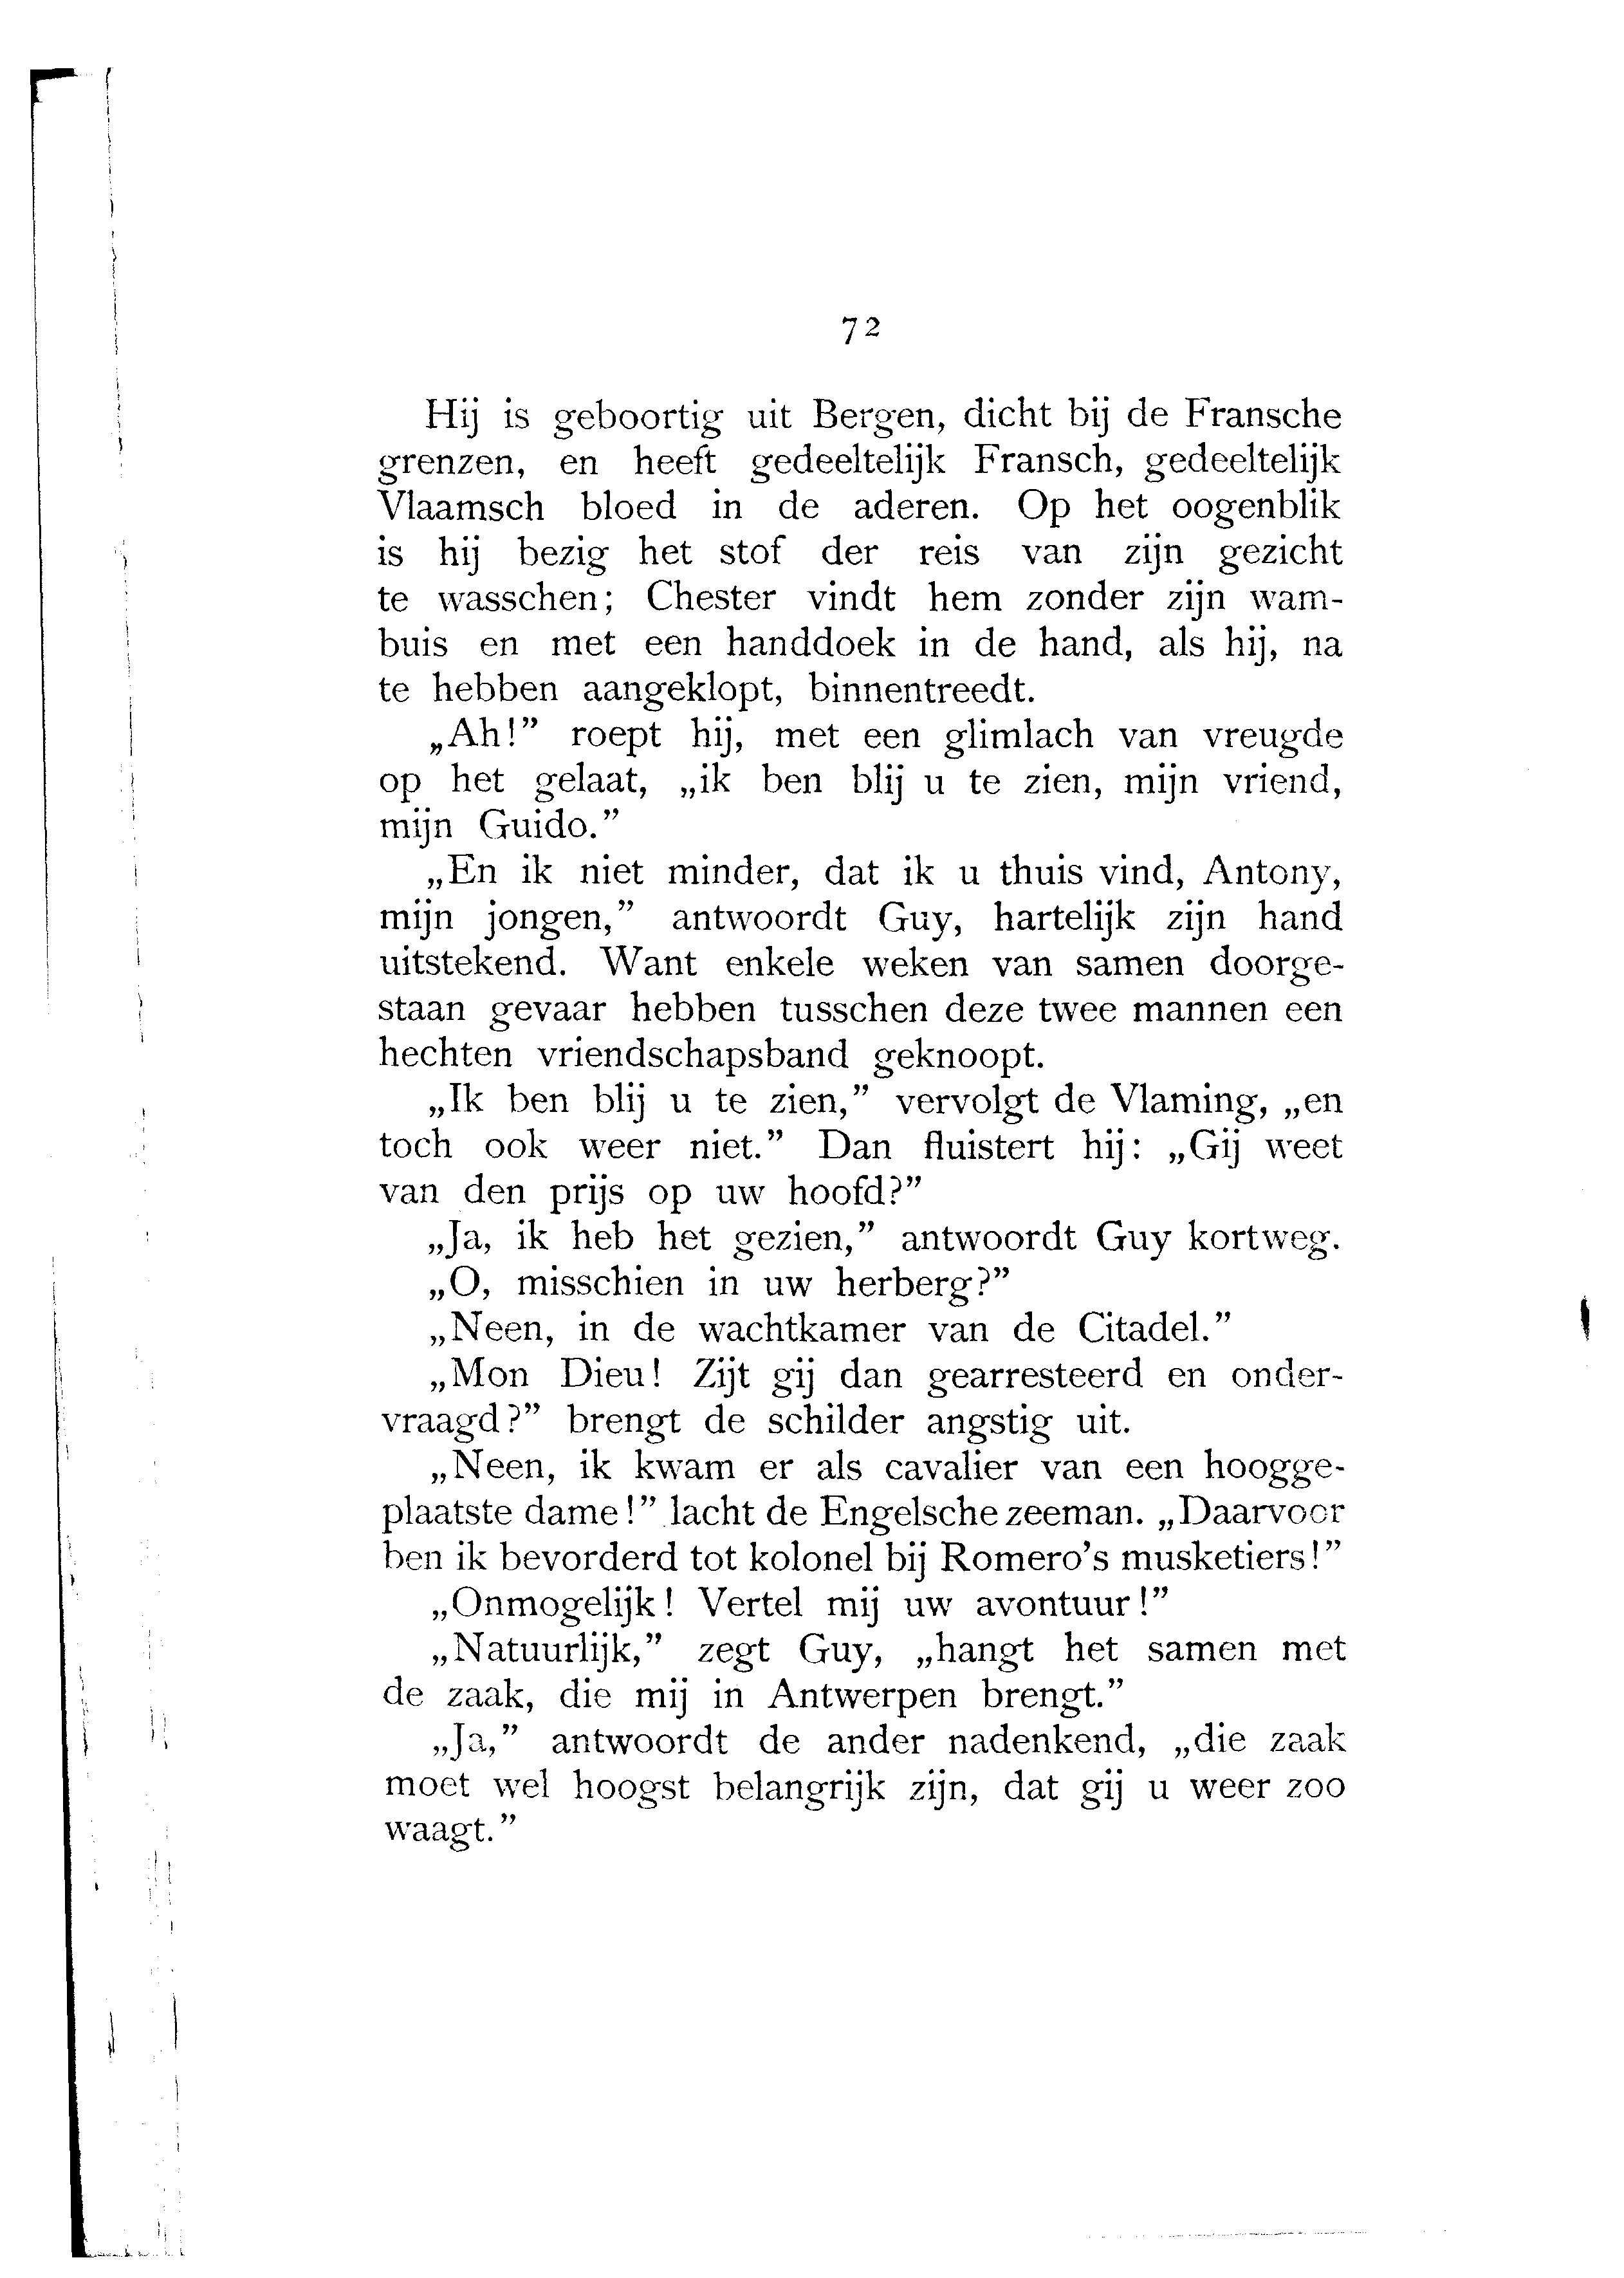 72
Hij is geboortig uit Bergen, dicht bij de Fransche
grenzen, en heeft gedeeltelijk Fransch, gedeeltelijk
Vlaamsch bloed in de aderen. Op het oogenblik
is hij bezig het stof der reis van zijn gezicht
te wasschen; Chester vindt hem zonder zijn wam-
buis en met een handdoek in de hand, als hij, na
te hebben aangeklopt, binnentreedt.
„Ah!” roept hij, met een glimlach van vreugde
op het gelaat, „ik ben blij u te zien, mijn vriend,
mijn Guido.”
„En ik niet minder, dat ik u thuis vind, Antony,
mijn jongen,” antwoordt Guy, hartelijk zijn hand
uitstekend. Want enkele weken van samen doorge-
staan gevaar hebben tusschen deze twee mannen een
hechten vriendschapsband geknoopt.
„Ik ben blij u te zien,” vervolgt de Vlaming, „en
toch ook weer niet.” Dan fluistert hij: „Gij weet
van den prijs op uw hoofd?”
„Ja, ik heb het gezien,” antwoordt Guy kortweg.
„O, misschien in uw herberg?”
„Neen, in de wachtkamer van de Citadel.”
„Mon Dieu! Zijt gij dan gearresteerd en onder-
vraagd?” brengt de schilder angstig uit.
„Neen, ik kwam er als cavalier van een hoogge-
plaatste dame!” lacht de Engelsche zeeman. „Daarvoor
ben ik bevorderd tot kolonel bij Romero’s musketiers!”
„Onmogelijk! Vertel mij uw avontuur!”
„Natuurlijk,” zegt Guy, „hangt het samen met
de zaak, die mij in Antwerpen brengt.”
„Ja,” antwoordt de ander nadenkend, „die zaak
moet wel hoogst belangrijk zijn, dat gij u weer zoo
waagt.”